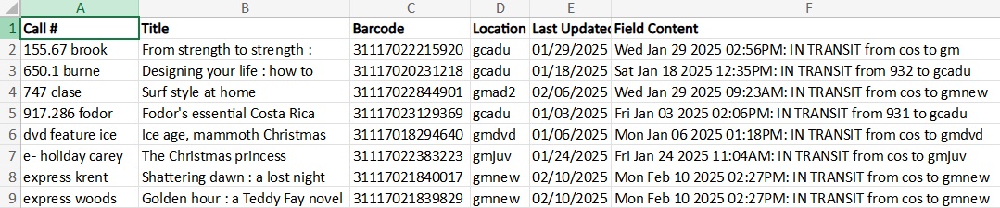 A B C D E F
1 Call # Title Barcode Location Last Updated Field Content
2 155.67 brook From strength to strength : 31117022215920 gcadu 01/29/2025 Wed Jan 29 2025 02:56PM: IN TRANSIT from cos to gm
3 650.1 burne Designing your life : how to 31117020231218 gcadu 01/18/2025 Sat Jan 18 2025 12:35PM: IN TRANSIT from 932 to gcadu
4 747 clase Surf style at home 31117022844901 gmad2 02/06/2025 Wed Jan 29 2025 09:23AM: IN TRANSIT from cos to gmnew
5 917.286 fodor Fodor's essential Costa Rica 31117023129369 gcadu 01/03/2025 Fri Jan 03 2025 02:06PM: IN TRANSIT from 931 to gcadu
6 dvd feature ice Ice age, mammoth Christmas 31117018294640 gmdvd 01/06/2025 Mon Jan 06 2025 01:18PM: IN TRANSIT from cos to gmdvd
7 e- holiday carey The Christmas princess 31117022383223 gmjuv 01/24/2025 Fri Jan 24 2025 11:04AM: IN TRANSIT from cos to gmjuv
8 express krent Shattering dawn : a lost night 31117021840017 gmnew 02/10/2025 Mon Feb 10 2025 02:27PM: IN TRANSIT from cos to gmnew
9 express woods Golden hour : a Teddy Fay novel 31117021839829 gmnew 02/10/2025 Mon Feb 10 2025 02:27PM: IN TRANSIT from cos to gmnew